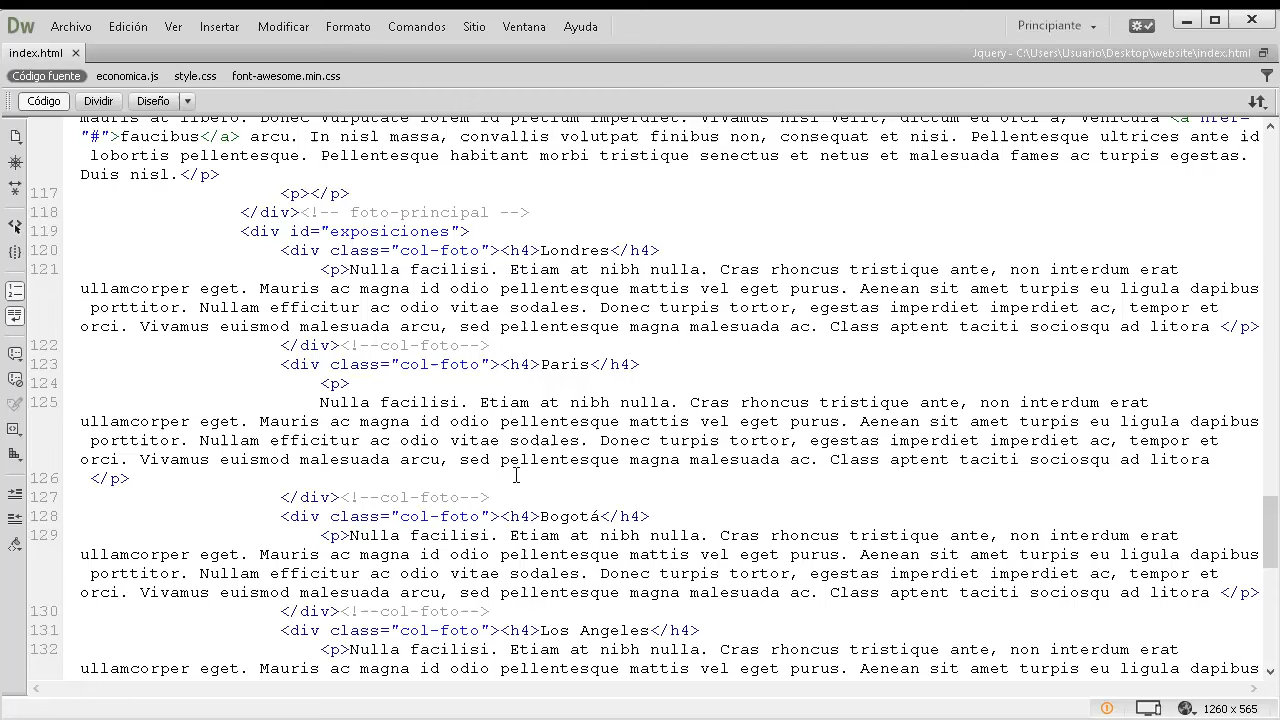 Dw Archivo Edición Ver Insertar Modificar Formato Comandos Sitio Ventana Ayuda Principiante
index.html Jquery - C:\Users\Usuario\Desktop\website\index.html
Código fuente economica.js style.css font-awesome.min.css
Código Dividir Diseño
mauris at libero. Donec vulputate lorem id pretium imperdiet. Vivamus nisl velit, dictum eu orci a, vehicula <a href=
"#">faucibus</a> arcu. In nisl massa, convallis volutpat finibus non, consequat et nisi. Pellentesque ultrices ante id
lobortis pellentesque. Pellentesque habitant morbi tristique senectus et netus et malesuada fames ac turpis egestas.
Duis nisl.</p>
117 <p></p>
118 </div><!-- foto-principal -->
119 <div id="exposiciones">
120 <div class="col-foto"><h4>Londres</h4>
121 <p>Nulla facilisi. Etiam at nibh nulla. Cras rhoncus tristique ante, non interdum erat
ullamcorper eget. Mauris ac magna id odio pellentesque mattis vel eget purus. Aenean sit amet turpis eu ligula dapibus
porttitor. Nullam efficitur ac odio vitae sodales. Donec turpis tortor, egestas imperdiet imperdiet ac, tempor et
orci. Vivamus euismod malesuada arcu, sed pellentesque magna malesuada ac. Class aptent taciti sociosqu ad litora </p>
122 </div><!--col-foto-->
123 <div class="col-foto"><h4>Paris</h4>
124 <p>
125 Nulla facilisi. Etiam at nibh nulla. Cras rhoncus tristique ante, non interdum erat
ullamcorper eget. Mauris ac magna id odio pellentesque mattis vel eget purus. Aenean sit amet turpis eu ligula dapibus
porttitor. Nullam efficitur ac odio vitae sodales. Donec turpis tortor, egestas imperdiet imperdiet ac, tempor et
orci. Vivamus euismod malesuada arcu, sed pellentesque magna malesuada ac. Class aptent taciti sociosqu ad litora
126 </p>
127 </div><!--col-foto-->
128 <div class="col-foto"><h4>Bogotá</h4>
129 <p>Nulla facilisi. Etiam at nibh nulla. Cras rhoncus tristique ante, non interdum erat
ullamcorper eget. Mauris ac magna id odio pellentesque mattis vel eget purus. Aenean sit amet turpis eu ligula dapibus
porttitor. Nullam efficitur ac odio vitae sodales. Donec turpis tortor, egestas imperdiet imperdiet ac, tempor et
orci. Vivamus euismod malesuada arcu, sed pellentesque magna malesuada ac. Class aptent taciti sociosqu ad litora </p>
130 </div><!--col-foto-->
131 <div class="col-foto"><h4>Los Angeles</h4>
132 <p>Nulla facilisi. Etiam at nibh nulla. Cras rhoncus tristique ante, non interdum erat
ullamcorper eget. Mauris ac magna id odio pellentesque mattis vel eget purus. Aenean sit amet turpis eu ligula dapibus
1260 x 565